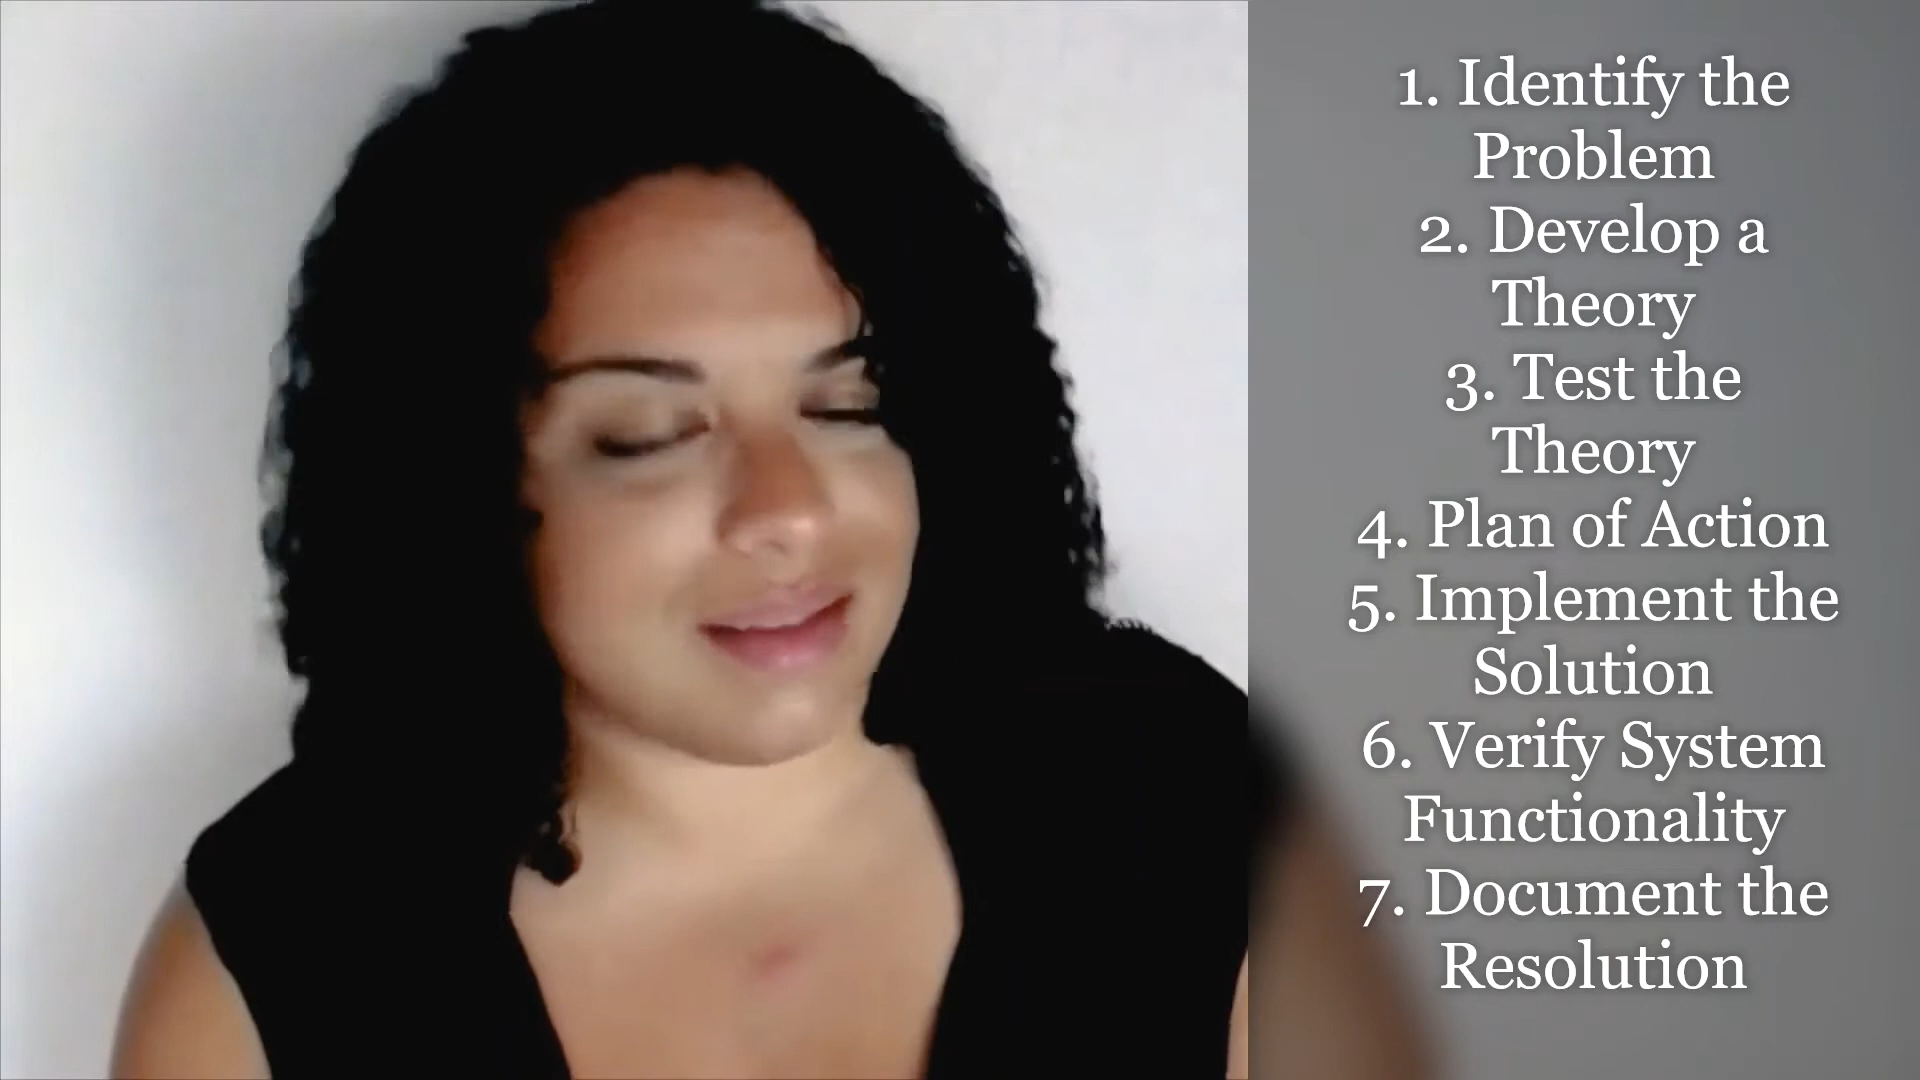 1. Identify the
Problem
2. Develop a
Theory
3. Test the
Theory
4. Plan of Action
5. Implement the
Solution
6. Verify System
Functionality
7. Document the
Resolution